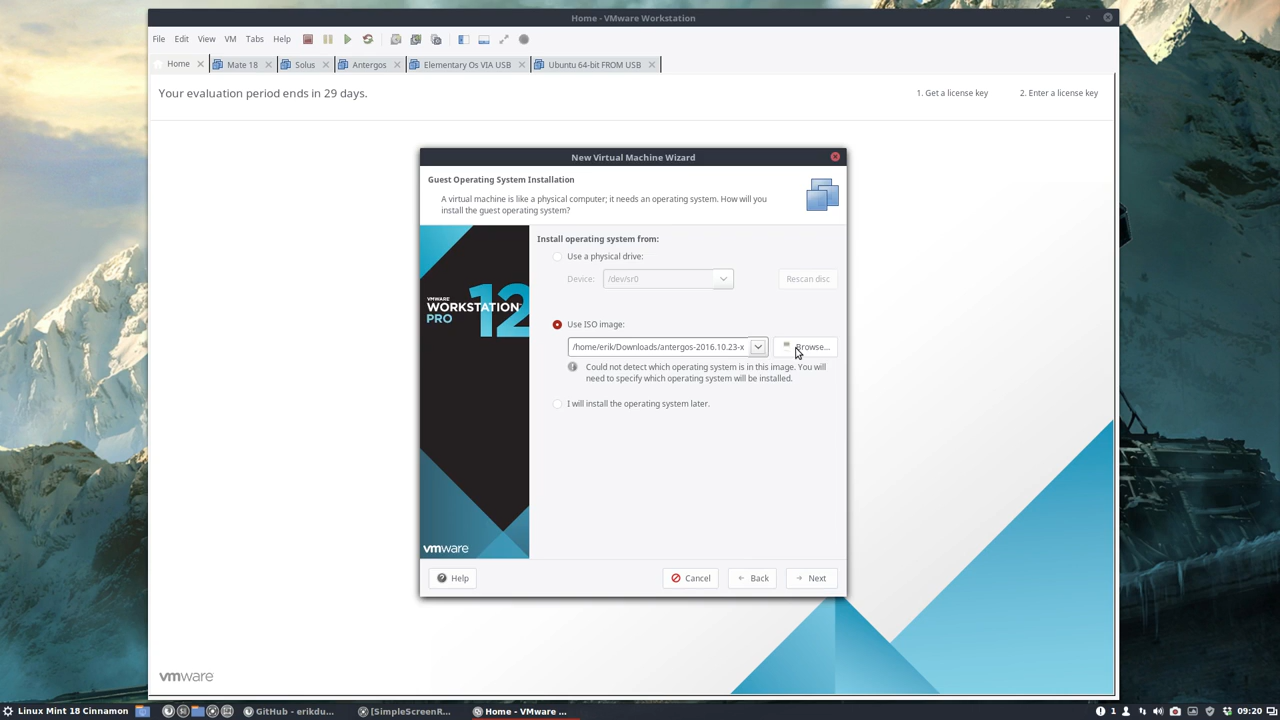 Home - VMware Workstation
File Edit View VM Tabs Help
Home Mate 18 Solus Antergos Elementary Os VIA USB Ubuntu 64-bit FROM USB
Your evaluation period ends in 29 days.
1. Get a license key 2. Enter a license key
New Virtual Machine Wizard
Guest Operating System Installation
A virtual machine is like a physical computer; it needs an operating system. How will you
install the guest operating system?
Install operating system from:
Use a physical drive:
Device: /dev/sr0 Rescan disc
VMWARE
WORKSTATION
PRO 12
Use ISO image:
/home/erik/Downloads/antergos-2016.10.23-x Browse...
Could not detect which operating system is in this image. You will
need to specify which operating system will be installed.
I will install the operating system later.
vmware
Help Cancel Back Next
vmware
Linux Mint 18 Cinnamon GitHub - erikdu... [SimpleScreenR... Home - VMware ... 1 09:20